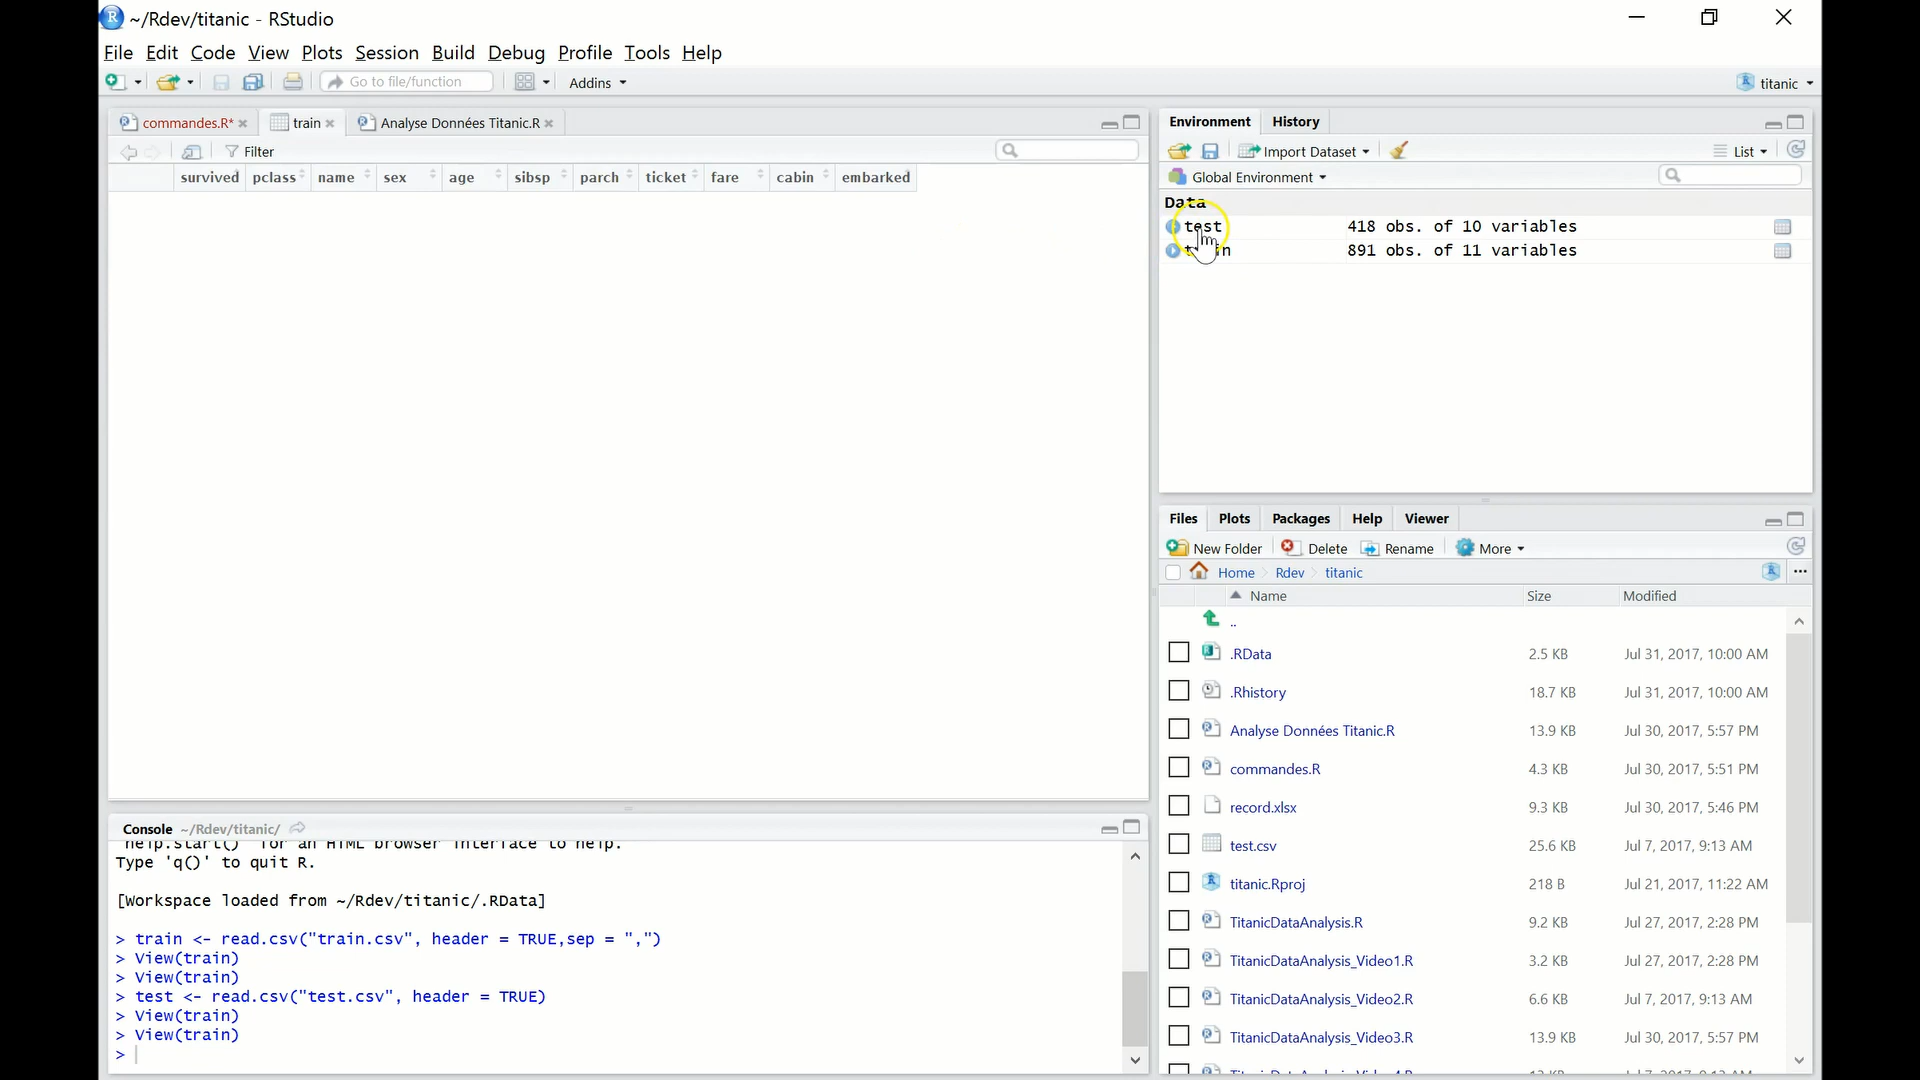 ~/Rdev/titanic - RStudio
File Edit Code View Plots Session Build Debug Profile Tools Help
Go to file/function Addins titanic
commandes.R* train Analyse Données Titanic.R
Filter
survived pclass name sex age sibsp parch ticket fare cabin embarked
Console ~/Rdev/titanic/
'help.start()' for an HTML browser interface to help.
Type 'q()' to quit R.
[Workspace loaded from ~/Rdev/titanic/.RData]
> train <- read.csv("train.csv", header = TRUE,sep = ",")
> View(train)
> View(train)
> test <- read.csv("test.csv", header = TRUE)
> View(train)
> View(train)
>
Environment History
Import Dataset List
Global Environment
Data
test 418 obs. of 10 variables
train 891 obs. of 11 variables
Files Plots Packages Help Viewer
New Folder Delete Rename More
Home Rdev titanic ...
Name Size Modified
..
.RData 2.5 KB Jul 31, 2017, 10:00 AM
.Rhistory 18.7 KB Jul 31, 2017, 10:00 AM
Analyse Données Titanic.R 13.9 KB Jul 30, 2017, 5:57 PM
commandes.R 4.3 KB Jul 30, 2017, 5:51 PM
record.xlsx 9.3 KB Jul 30, 2017, 5:46 PM
test.csv 25.6 KB Jul 7, 2017, 9:13 AM
titanic.Rproj 218 B Jul 21, 2017, 11:22 AM
TitanicDataAnalysis.R 9.2 KB Jul 27, 2017, 2:28 PM
TitanicDataAnalysis_Video1.R 3.2 KB Jul 27, 2017, 2:28 PM
TitanicDataAnalysis_Video2.R 6.6 KB Jul 7, 2017, 9:13 AM
TitanicDataAnalysis_Video3.R 13.9 KB Jul 30, 2017, 5:57 PM